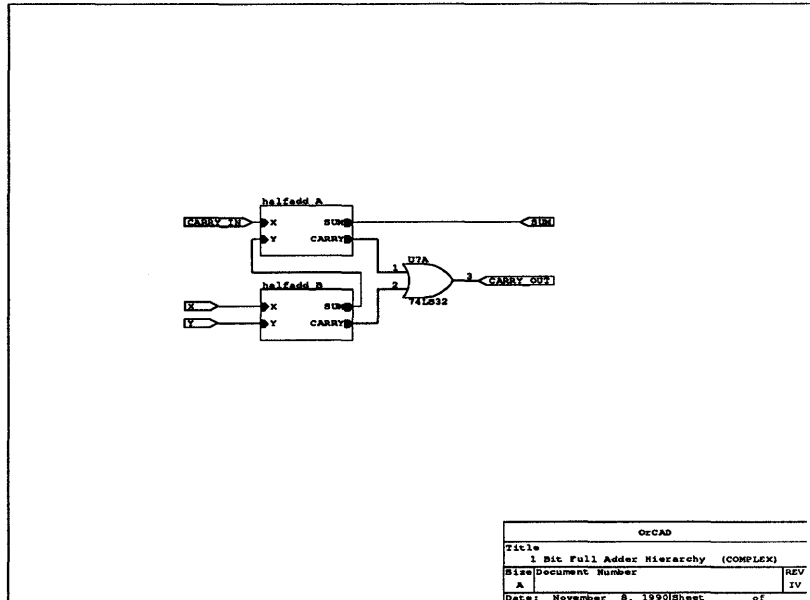 halfadd_A
CARRY_IN X SUM SUM
Y CARRY
U?A
1
3 CARRY_OUT
2
74LS32
halfadd_B
X X SUM
Y Y CARRY
OrCAD
Title
1 Bit Full Adder Hierarchy (COMPLEX)
Size Document Number REV
A IV
Date: November 8, 1990 Sheet of